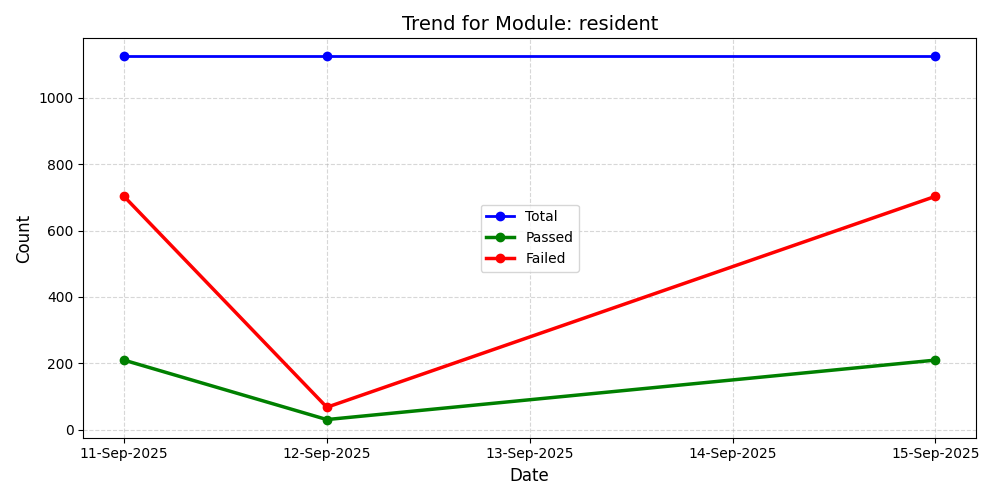 Trend for Module: resident
Count
1000
800
600
400
200
0
Total
Passed
Failed
11-Sep-2025
12-Sep-2025
13-Sep-2025
14-Sep-2025
15-Sep-2025
Date